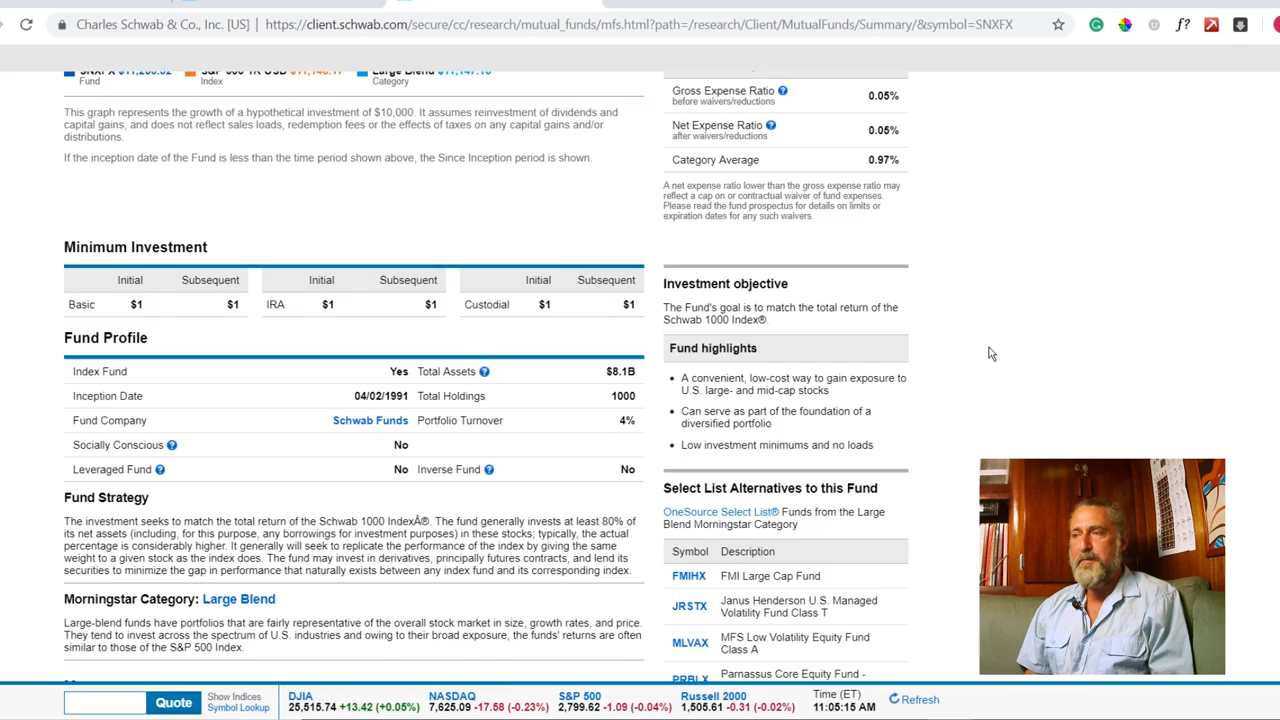 Charles Schwab & Co., Inc. [US] | https://client.schwab.com/secure/cc/research/mutual_funds/mfs.html?path=/research/Client/MutualFunds/Summary/&symbol=SNXFX
Fund
Index
Category
This graph represents the growth of a hypothetical investment of $10,000. It assumes reinvestment of dividends and
capital gains, and does not reflect sales loads, redemption fees or the effects of taxes on any capital gains and/or
distributions.
If the inception date of the Fund is less than the time period shown above, the Since Inception period is shown.
Gross Expense Ratio 0.05%
before waivers/reductions
Net Expense Ratio 0.05%
after waivers/reductions
Category Average 0.97%
A net expense ratio lower than the gross expense ratio may
reflect a cap on or contractual waiver of fund expenses.
Please read the fund prospectus for details on limits or
expiration dates for any such waivers.
Minimum Investment
Initial Subsequent Initial Subsequent Initial Subsequent
Basic $1 $1 IRA $1 $1 Custodial $1 $1
Fund Profile
Index Fund Yes Total Assets $8.1B
Inception Date 04/02/1991 Total Holdings 1000
Fund Company Schwab Funds Portfolio Turnover 4%
Socially Conscious No
Leveraged Fund No Inverse Fund No
Fund Strategy
The investment seeks to match the total return of the Schwab 1000 IndexÂ®. The fund generally invests at least 80% of
its net assets (including, for this purpose, any borrowings for investment purposes) in these stocks; typically, the actual
percentage is considerably higher. It generally will seek to replicate the performance of the index by giving the same
weight to a given stock as the index does. The fund may invest in derivatives, principally futures contracts, and lend its
securities to minimize the gap in performance that naturally exists between any index fund and its corresponding index.
Morningstar Category: Large Blend
Large-blend funds have portfolios that are fairly representative of the overall stock market in size, growth rates, and price.
They tend to invest across the spectrum of U.S. industries and owing to their broad exposure, the funds' returns are often
similar to those of the S&P 500 Index.
Investment objective
The Fund's goal is to match the total return of the
Schwab 1000 Index®.
Fund highlights
• A convenient, low-cost way to gain exposure to
U.S. large- and mid-cap stocks
• Can serve as part of the foundation of a
diversified portfolio
• Low investment minimums and no loads
Select List Alternatives to this Fund
OneSource Select List® Funds from the Large
Blend Morningstar Category
Symbol Description
FMIHX FMI Large Cap Fund
JRSTX Janus Henderson U.S. Managed
Volatility Fund Class T
MLVAX MFS Low Volatility Equity Fund
Class A
PRBLX Parnassus Core Equity Fund -
Quote
Show Indices
Symbol Lookup
DJIA
25,515.74 +13.42 (+0.05%)
NASDAQ
7,625.09 -17.58 (-0.23%)
S&P 500
2,799.62 -1.09 (-0.04%)
Russell 2000
1,505.61 -0.31 (-0.02%)
Time (ET)
11:05:15 AM
Refresh